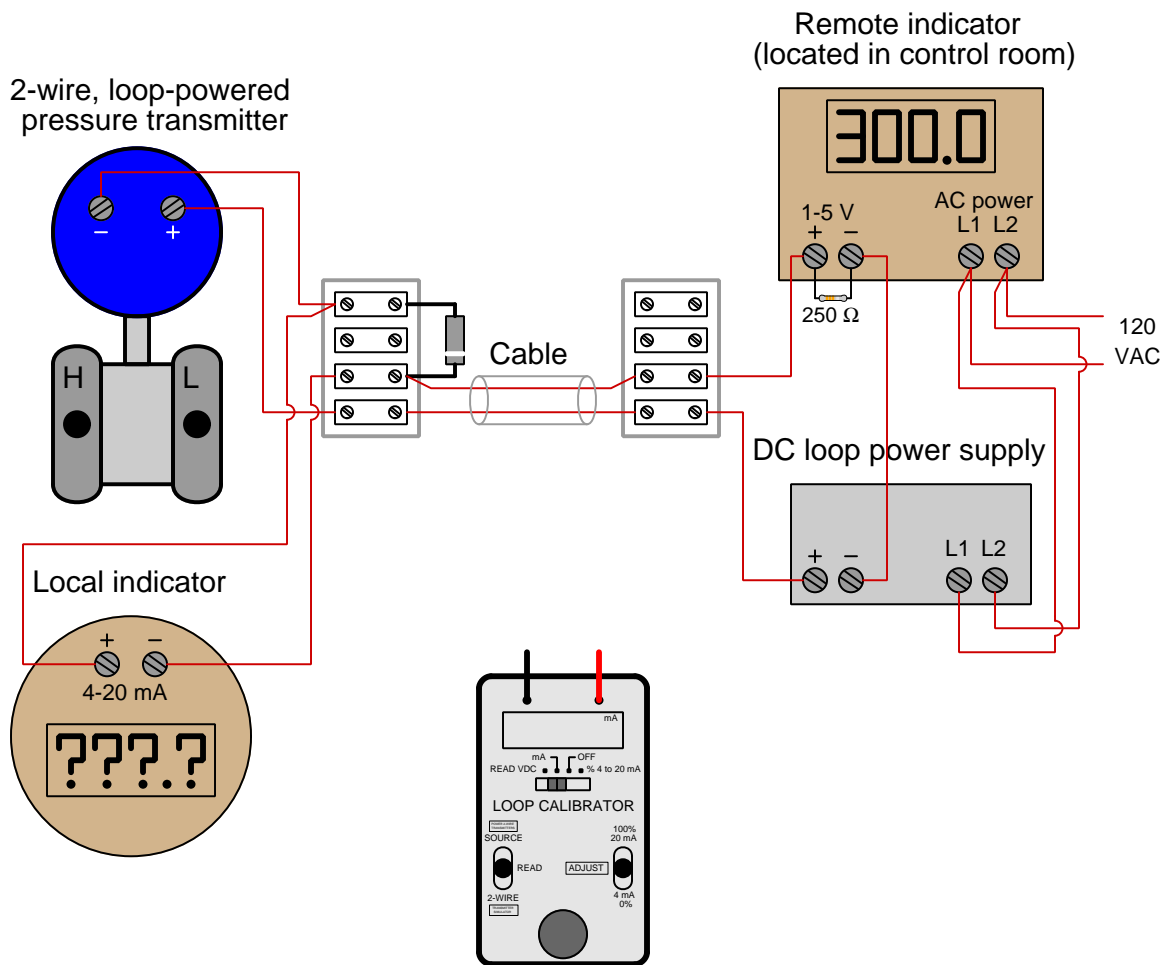 Remote indicator
(located in control room)
2-wire, loop-powered
pressure transmitter
300.0
− +
1-5 V
+ −
AC power
L1 L2
250 Ω
120
VAC
H L
Cable
DC loop power supply
+ −
L1 L2
Local indicator
+ −
4-20 mA
???.?
mA
mA OFF
READ VDC % 4 to 20 mA
LOOP CALIBRATOR
SOURCE
READ
2-WIRE
100%
20 mA
ADJUST
4 mA
0%